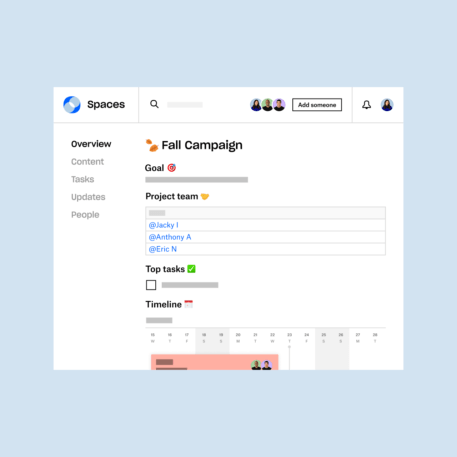 Spaces
Add someone
Overview
Content
Tasks
Updates
People
Fall Campaign
Goal
Project team
@Jacky I
@Anthony A
@Eric N
Top tasks
Timeline
15 16 17 18 19 20 21 22 23 24 25 26 27 28